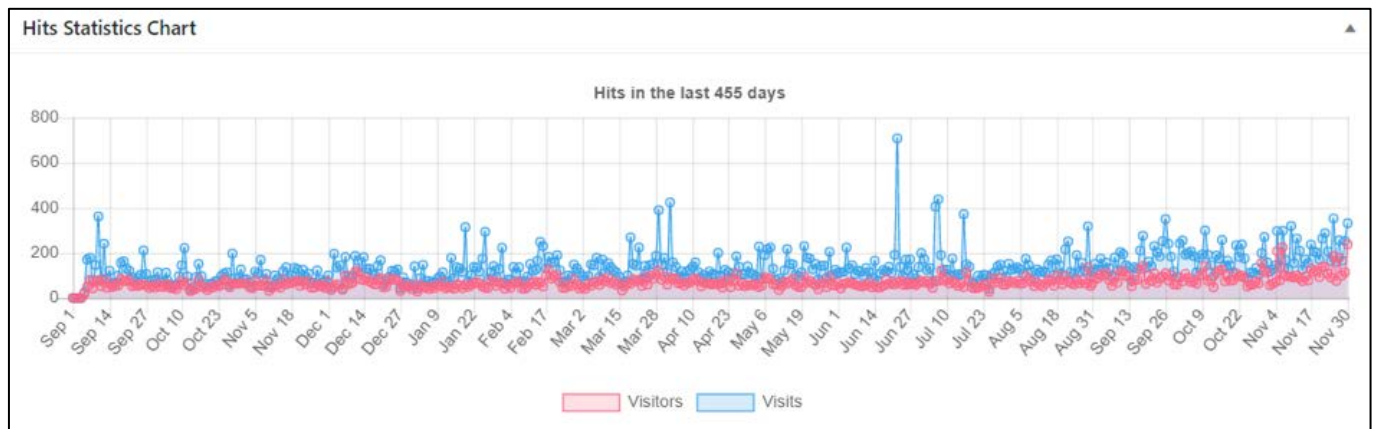 Hits Statistics Chart
▲
Hits in the last 455 days
800
600
400
200
0
Sep 1 Sep 14 Sep 27 Oct 10 Oct 23 Nov 5 Nov 18 Dec 1 Dec 14 Dec 27 Jan 9 Jan 22 Feb 4 Feb 17 Mar 2 Mar 15 Mar 28 Apr 10 Apr 23 May 6 May 19 Jun 1 Jun 14 Jun 27 Jul 10 Jul 23 Aug 5 Aug 18 Aug 31 Sep 13 Sep 26 Oct 9 Oct 22 Nov 4 Nov 17 Nov 30
Visitors Visits